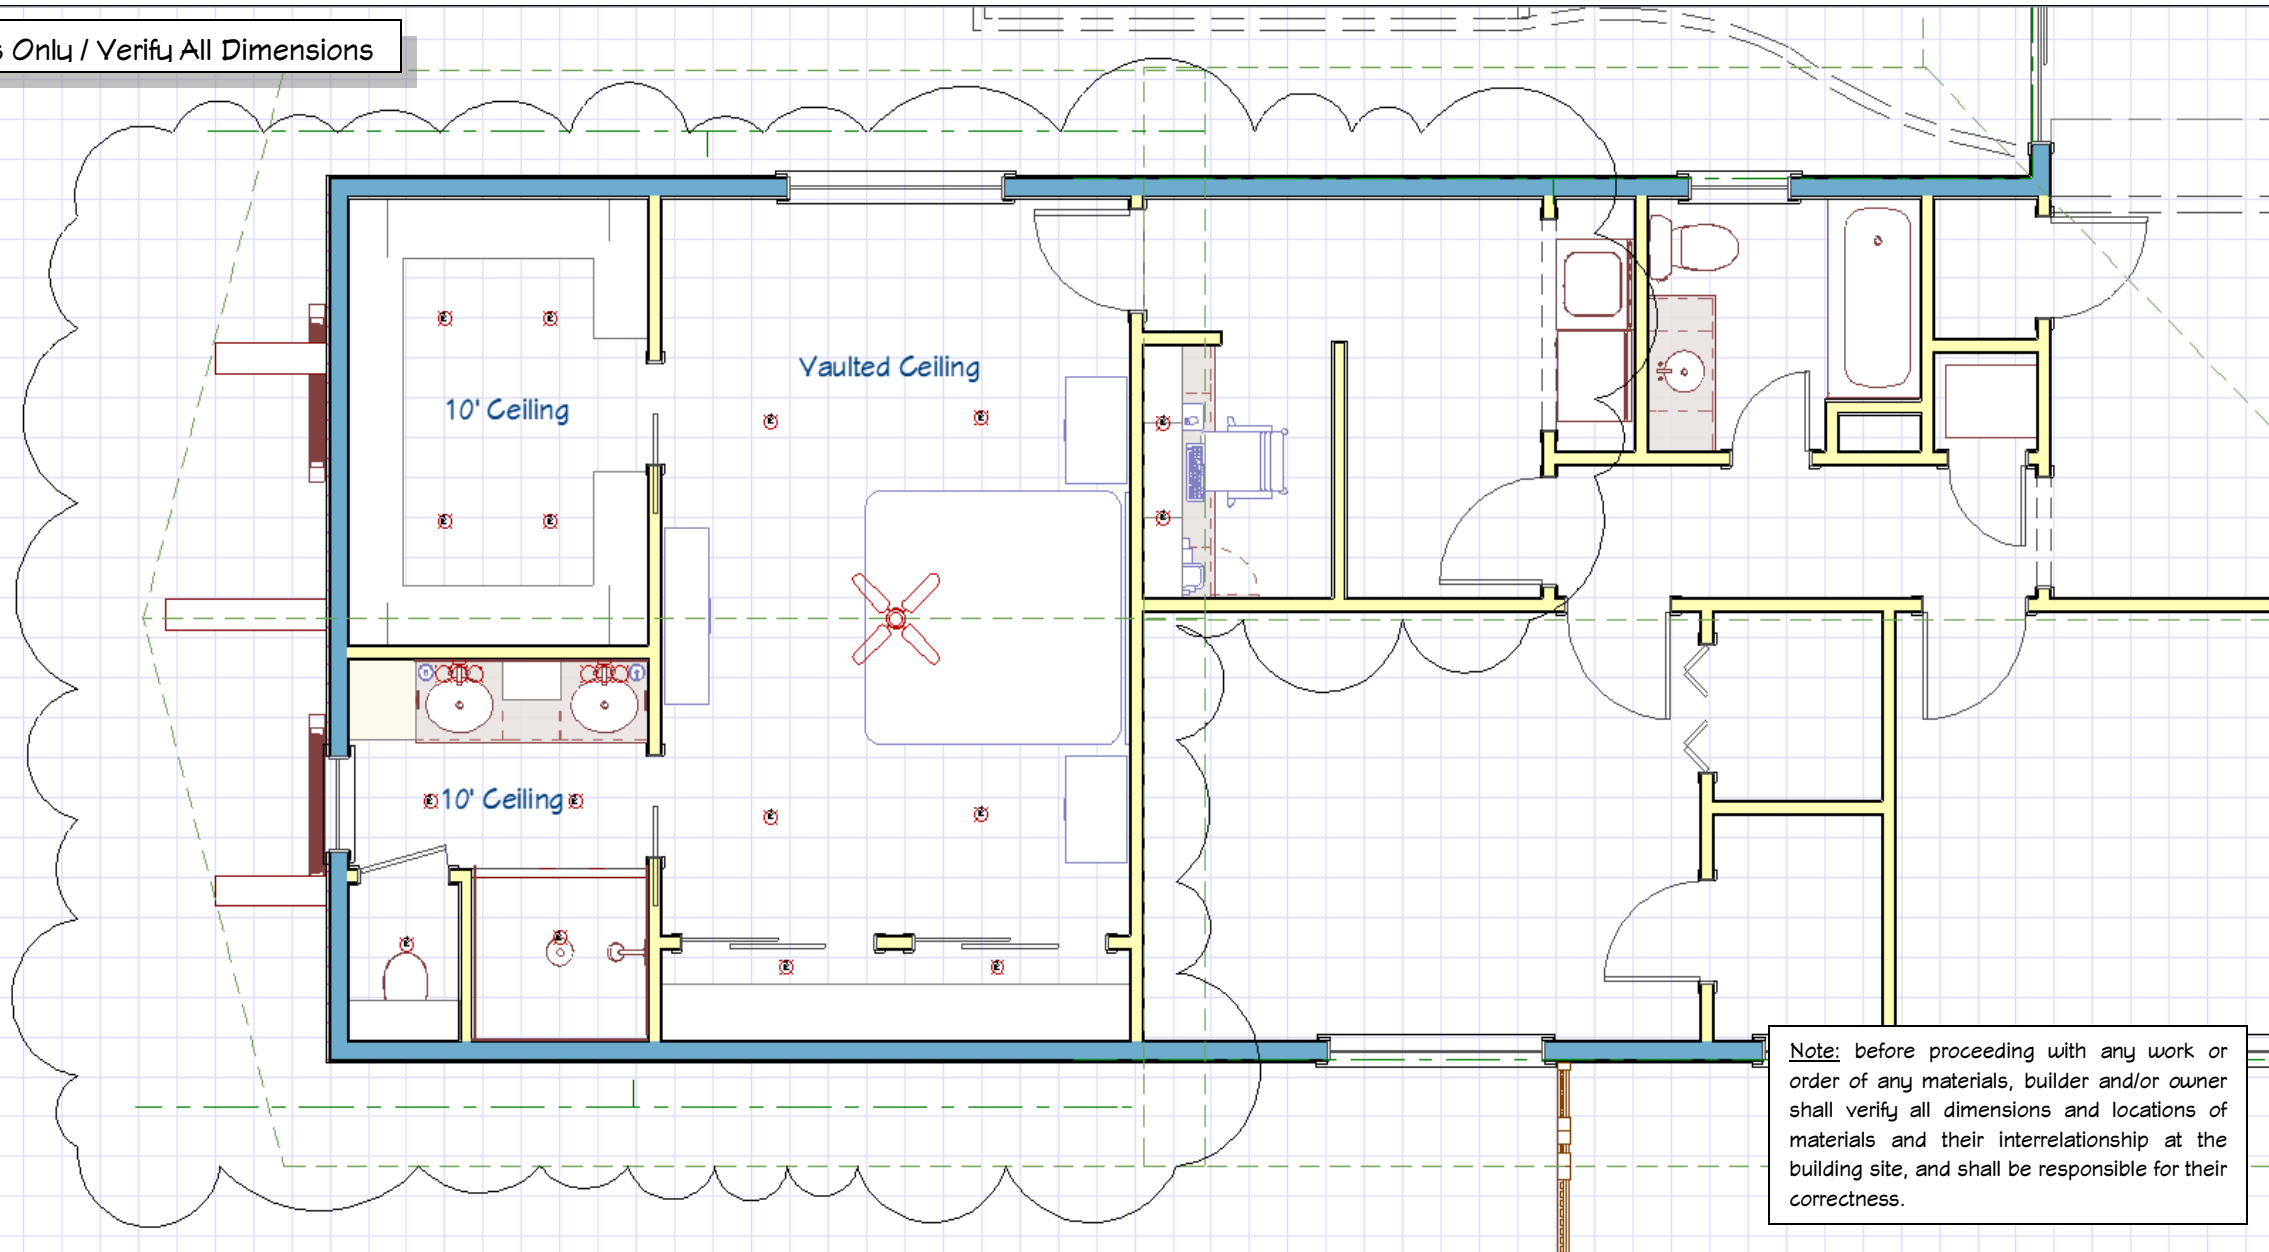 s Only / Verify All Dimensions
Vaulted Ceiling
10' Ceiling
10' Ceiling
Note: before proceeding with any work or
order of any materials, builder and/or owner
shall verify all dimensions and locations of
materials and their interrelationship at the
building site, and shall be responsible for their
correctness.